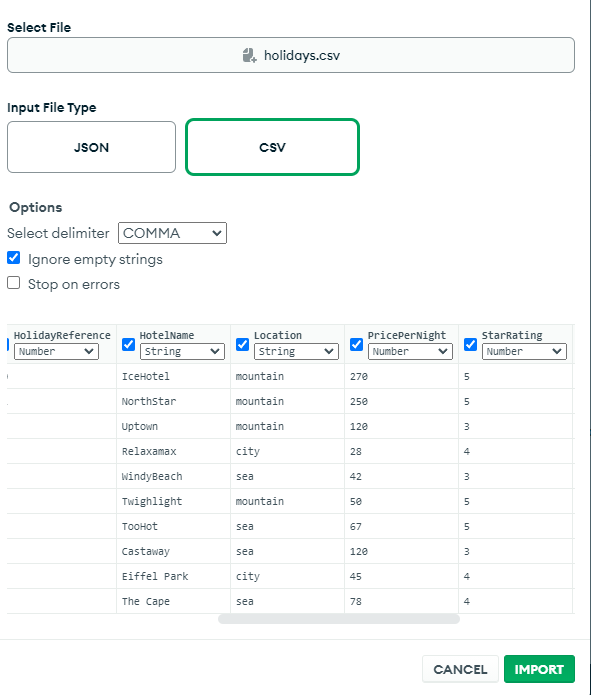 Select File
holidays.csv
Input File Type
JSON CSV
Options
Select delimiter COMMA
Ignore empty strings
Stop on errors
HolidayReference HotelName Location PricePerNight StarRating
Number String String Number Number
IceHotel mountain 270 5
NorthStar mountain 250 5
Uptown mountain 120 3
Relaxamax city 28 4
WindyBeach sea 42 3
Twighlight mountain 50 5
TooHot sea 67 5
Castaway sea 120 3
Eiffel Park city 45 4
The Cape sea 78 4
CANCEL IMPORT